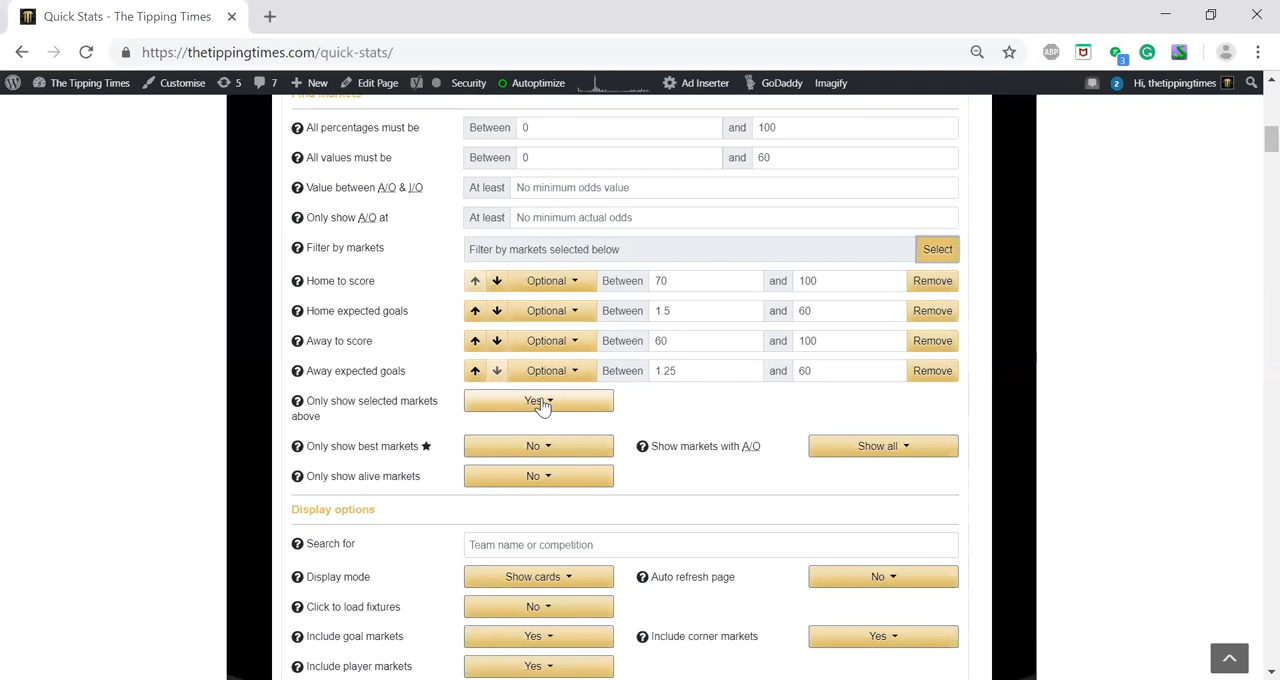 Quick Stats - The Tipping Times
https://thetippingtimes.com/quick-stats/
ABP
3
The Tipping Times Customise 5 7 New Edit Page Security Autoptimize Ad Inserter GoDaddy Imagify 2 Hi, thetippingtimes
Find markets
All percentages must be Between 0 and 100
All values must be Between 0 and 60
Value between A/O & I/O At least No minimum odds value
Only show A/O at At least No minimum actual odds
Filter by markets Filter by markets selected below Select
Home to score Optional Between 70 and 100 Remove
Home expected goals Optional Between 1.5 and 60 Remove
Away to score Optional Between 60 and 100 Remove
Away expected goals Optional Between 1.25 and 60 Remove
Only show selected markets Yes
above
Only show best markets ★ No Show markets with A/O Show all
Only show alive markets No
Display options
Search for Team name or competition
Display mode Show cards Auto refresh page No
Click to load fixtures No
Include goal markets Yes Include corner markets Yes
Include player markets Yes